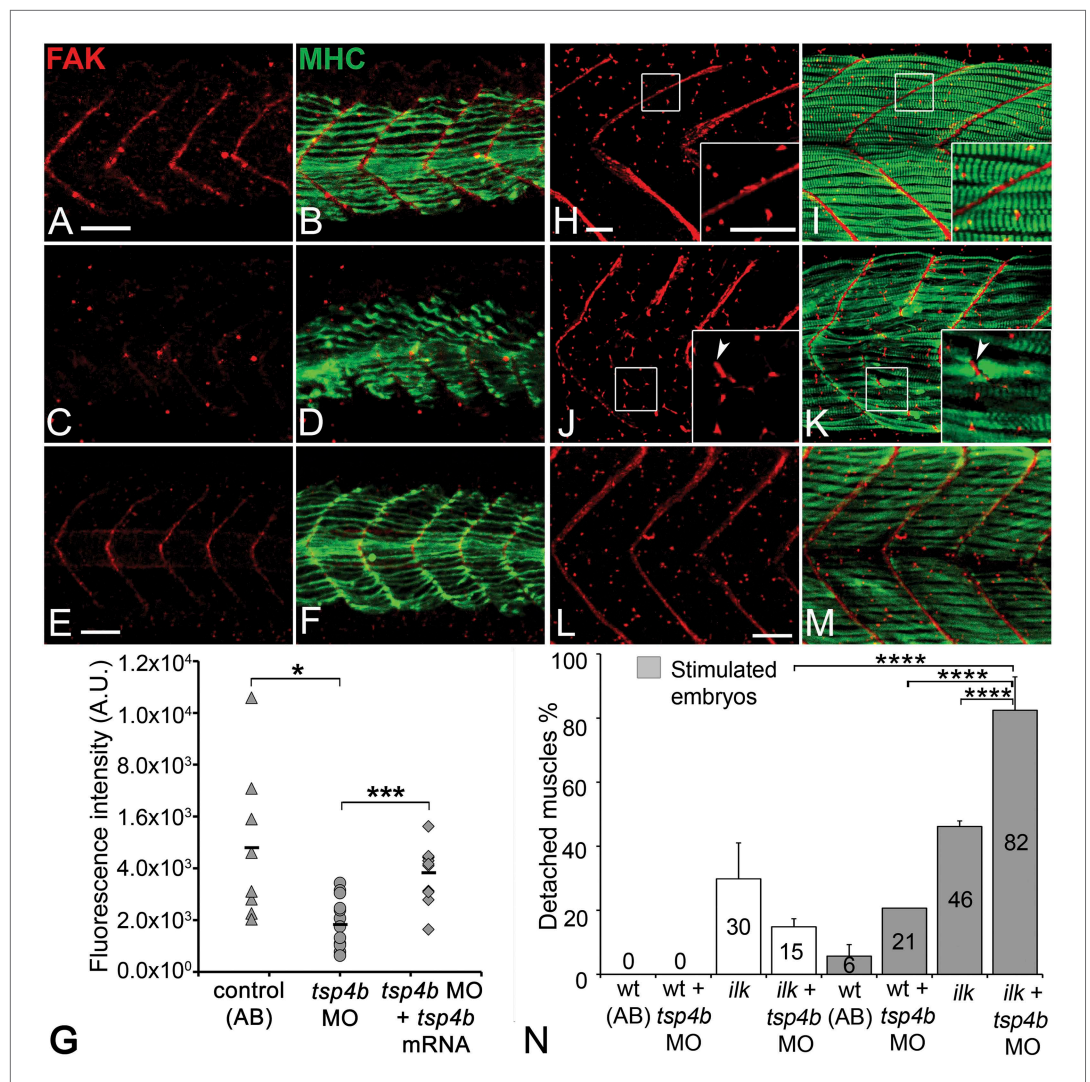 FAK
MHC
A
B
H
I
C
D
J
K
E
F
L
M
Fluorescence intensity (A.U.)
1.2x10⁴
1.0x10⁴
8.0x10³
1.6x10³
4.0x10³
2.0x10³
0.0x10⁰
*
***
control
(AB)
tsp4b
MO
tsp4b MO
+ tsp4b
mRNA
G
Detached muscles %
100
80
60
40
20
0
Stimulated
embryos
****
****
****
0
0
30
15
6
21
46
82
wt
(AB)
wt +
tsp4b
MO
ilk
ilk +
tsp4b
MO
wt
(AB)
wt +
tsp4b
MO
ilk
ilk +
tsp4b
MO
N